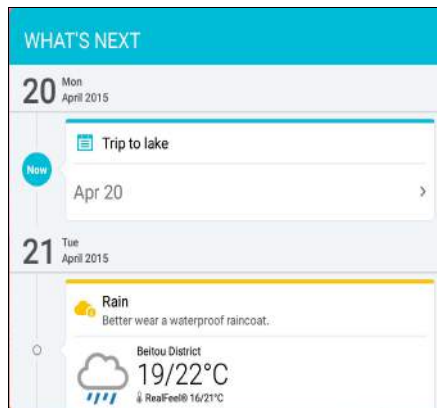 WHAT'S NEXT
20 Mon
April 2015
Trip to lake
Now
Apr 20
21 Tue
April 2015
Rain
Better wear a waterproof raincoat.
Beitou District
19/22°C
RealFeel® 16/21°C